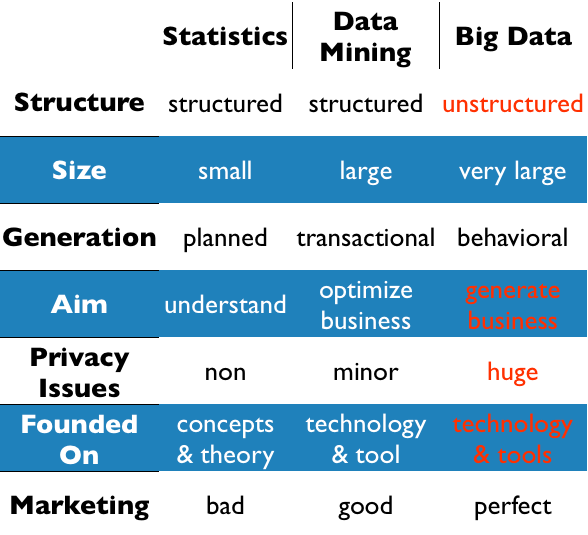 Statistics Data Mining Big Data
Structure structured structured unstructured
Size small large very large
Generation planned transactional behavioral
Aim understand optimize business generate business
Privacy Issues non minor huge
Founded On concepts & theory technology & tool technology & tools
Marketing bad good perfect